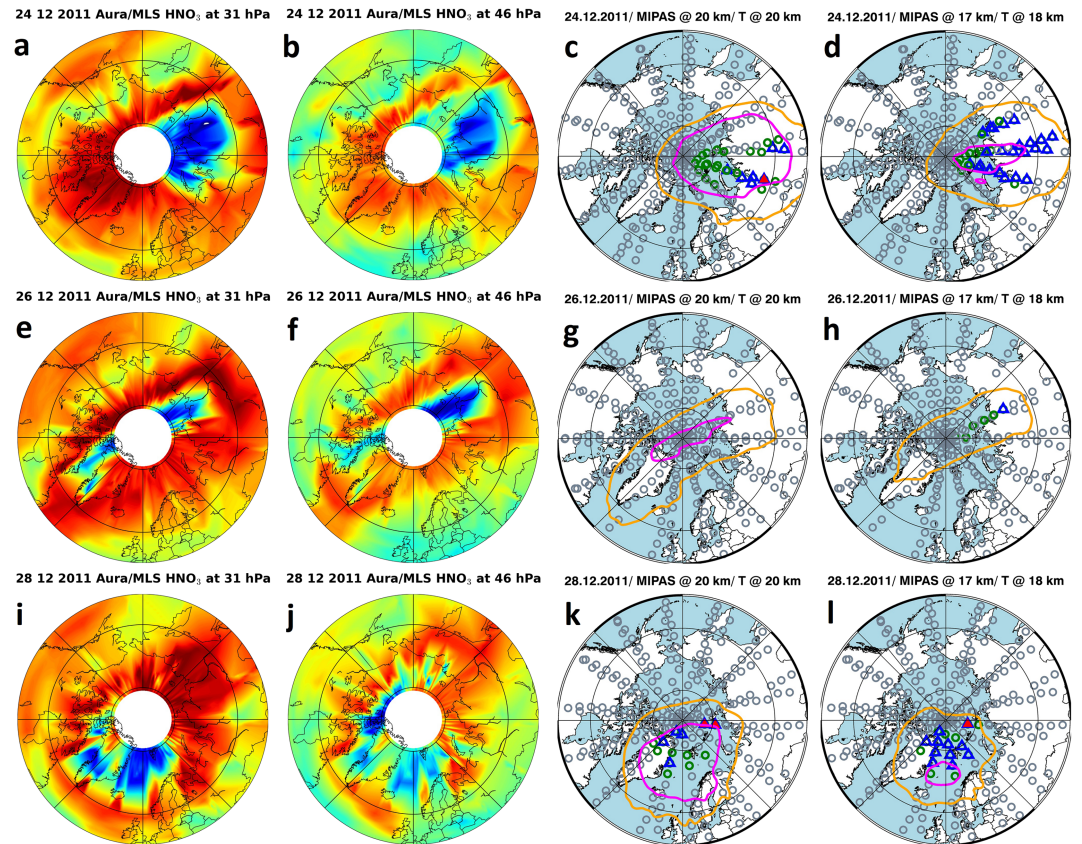 24 12 2011 Aura/MLS HNO₃ at 31 hPa
24 12 2011 Aura/MLS HNO₃ at 46 hPa
24.12.2011/ MIPAS @ 20 km/ T @ 20 km
24.12.2011/ MIPAS @ 17 km/ T @ 18 km
a
b
c
d
26 12 2011 Aura/MLS HNO₃ at 31 hPa
26 12 2011 Aura/MLS HNO₃ at 46 hPa
26.12.2011/ MIPAS @ 20 km/ T @ 20 km
26.12.2011/ MIPAS @ 17 km/ T @ 18 km
e
f
g
h
28 12 2011 Aura/MLS HNO₃ at 31 hPa
28 12 2011 Aura/MLS HNO₃ at 46 hPa
28.12.2011/ MIPAS @ 20 km/ T @ 20 km
28.12.2011/ MIPAS @ 17 km/ T @ 18 km
i
j
k
l